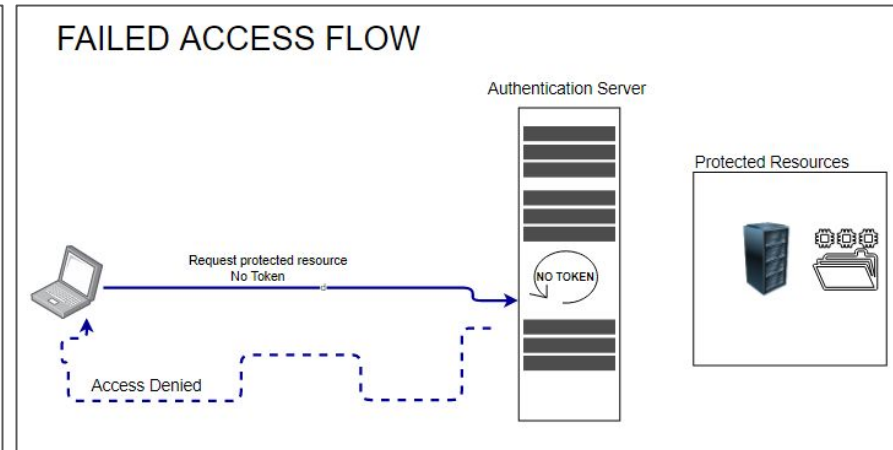 FAILED ACCESS FLOW
Authentication Server
Protected Resources
Request protected resource
No Token
d
NO TOKEN
Access Denied